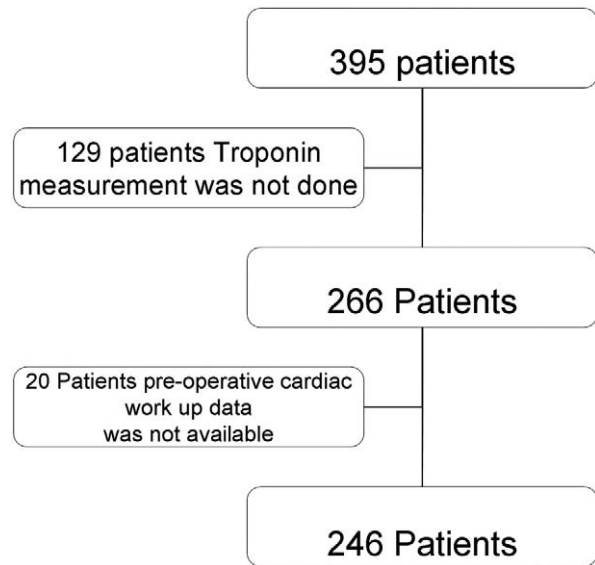 395 patients
129 patients Troponin
measurement was not done
266 Patients
20 Patients pre-operative cardiac
work up data
was not available
246 Patients